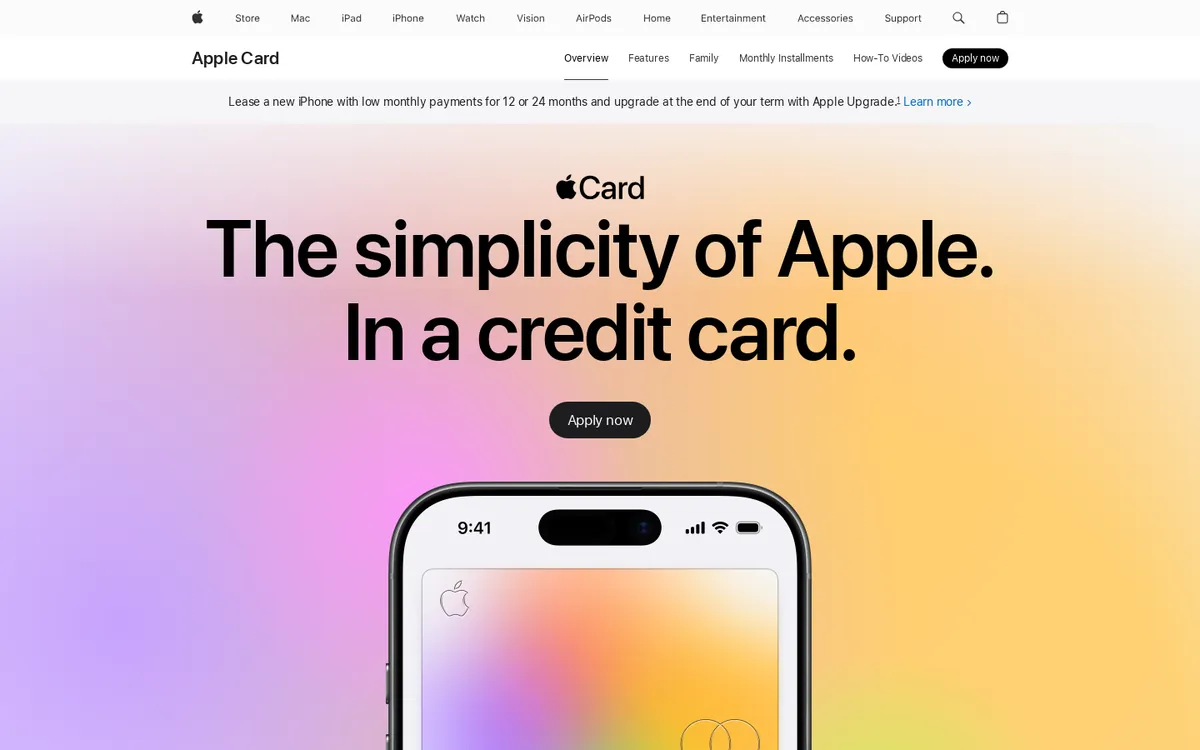 Store Mac iPad iPhone Watch Vision AirPods Home Entertainment Accessories Support
Apple Card
Overview Features Family Monthly Installments How-To Videos Apply now
Lease a new iPhone with low monthly payments for 12 or 24 months and upgrade at the end of your term with Apple Upgrade.¹ Learn more >
Card
The simplicity of Apple.
In a credit card.
Apply now
9:41